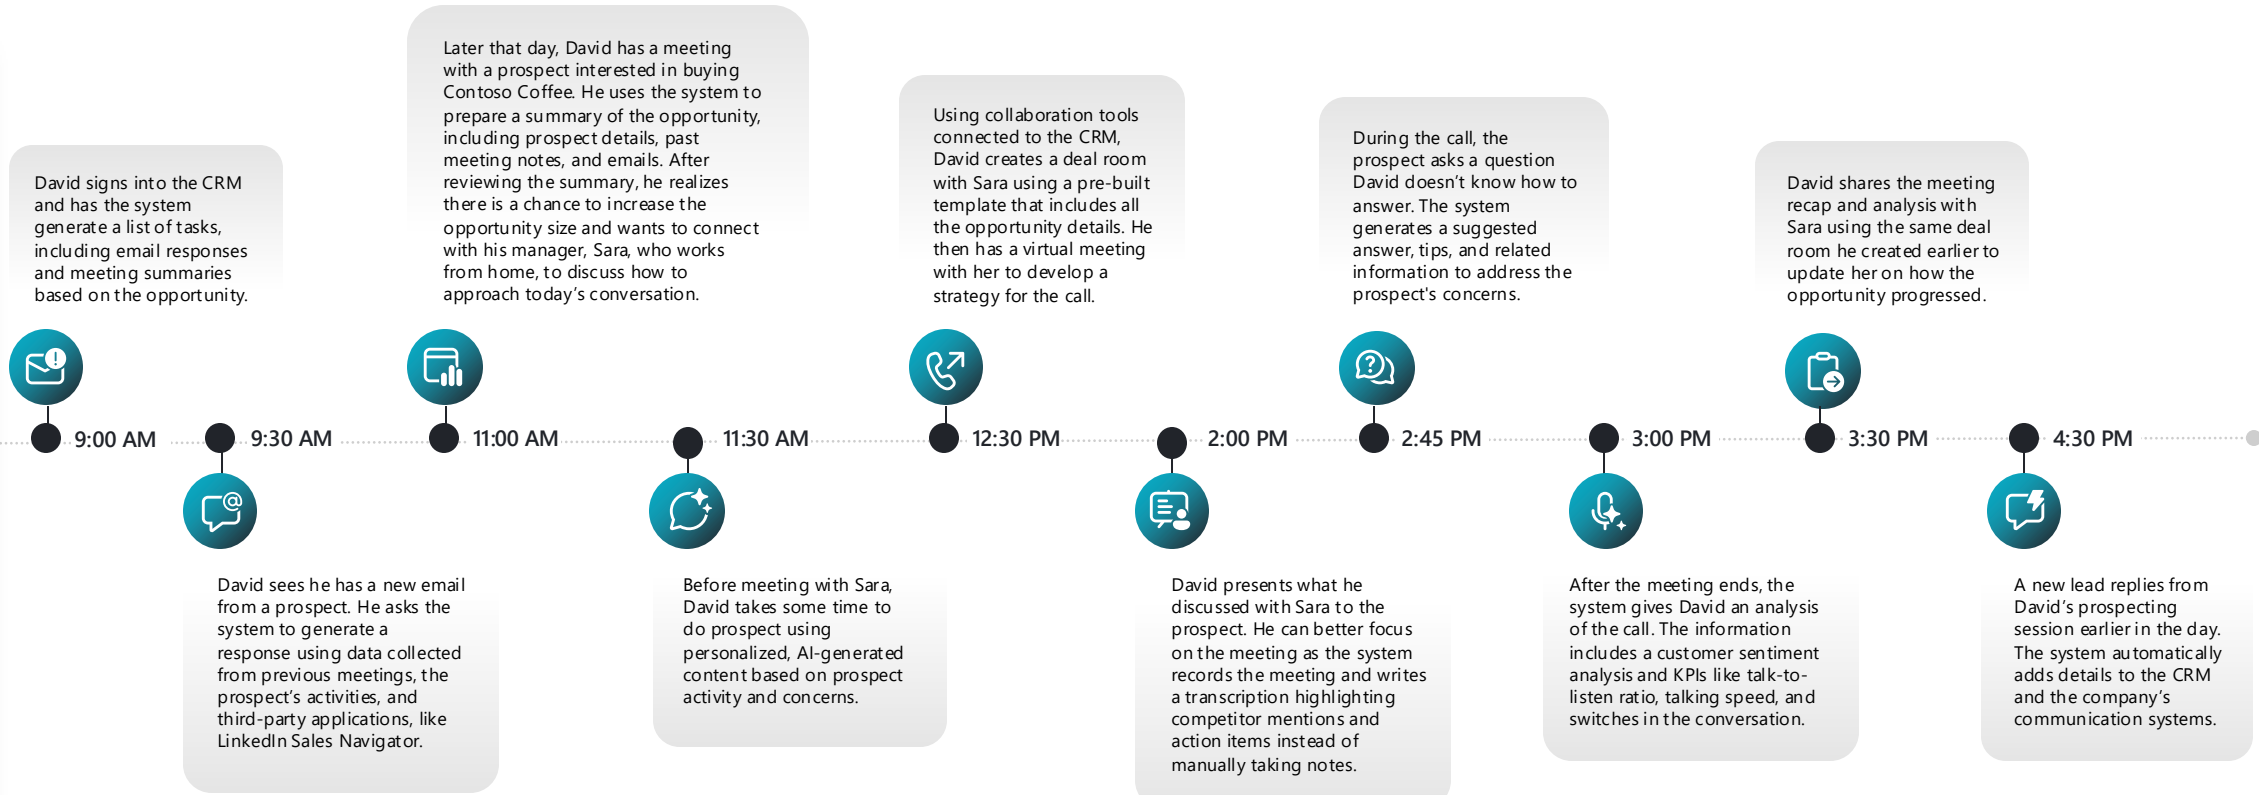 David signs into the CRM
and has the system
generate a list of tasks,
including email responses
and meeting summaries
based on the opportunity.
9:00 AM
9:30 AM
David sees he has a new email
from a prospect. He asks the
system to generate a
response using data collected
from previous meetings, the
prospect's activities, and
third-party applications, like
LinkedIn Sales Navigator.
Later that day, David has a meeting
with a prospect interested in buying
Contoso Coffee. He uses the system to
prepare a summary of the opportunity,
including prospect details, past
meeting notes, and emails. After
reviewing the summary, he realizes
there is a chance to increase the
opportunity size and wants to connect
with his manager, Sara, who works
from home, to discuss how to
approach today's conversation.
11:00 AM
11:30 AM
Before meeting with Sara,
David takes some time to
do prospect using
personalized, AI-generated
content based on prospect
activity and concerns.
Using collaboration tools
connected to the CRM,
David creates a deal room
with Sara using a pre-built
template that includes all
the opportunity details. He
then has a virtual meeting
with her to develop a
strategy for the call.
12:30 PM
2:00 PM
David presents what he
discussed with Sara to the
prospect. He can better focus
on the meeting as the system
records the meeting and writes
a transcription highlighting
competitor mentions and
action items instead of
manually taking notes.
During the call, the
prospect asks a question
David doesn't know how to
answer. The system
generates a suggested
answer, tips, and related
information to address the
prospect's concerns.
2:45 PM
3:00 PM
After the meeting ends, the
system gives David an analysis
of the call. The information
includes a customer sentiment
analysis and KPIs like talk-to-
listen ratio, talking speed, and
switches in the conversation.
David shares the meeting
recap and analysis with
Sara using the same deal
room he created earlier to
update her on how the
opportunity progressed.
3:30 PM
4:30 PM
A new lead replies from
David's prospecting
session earlier in the day.
The system automatically
adds details to the CRM
and the company's
communication systems.